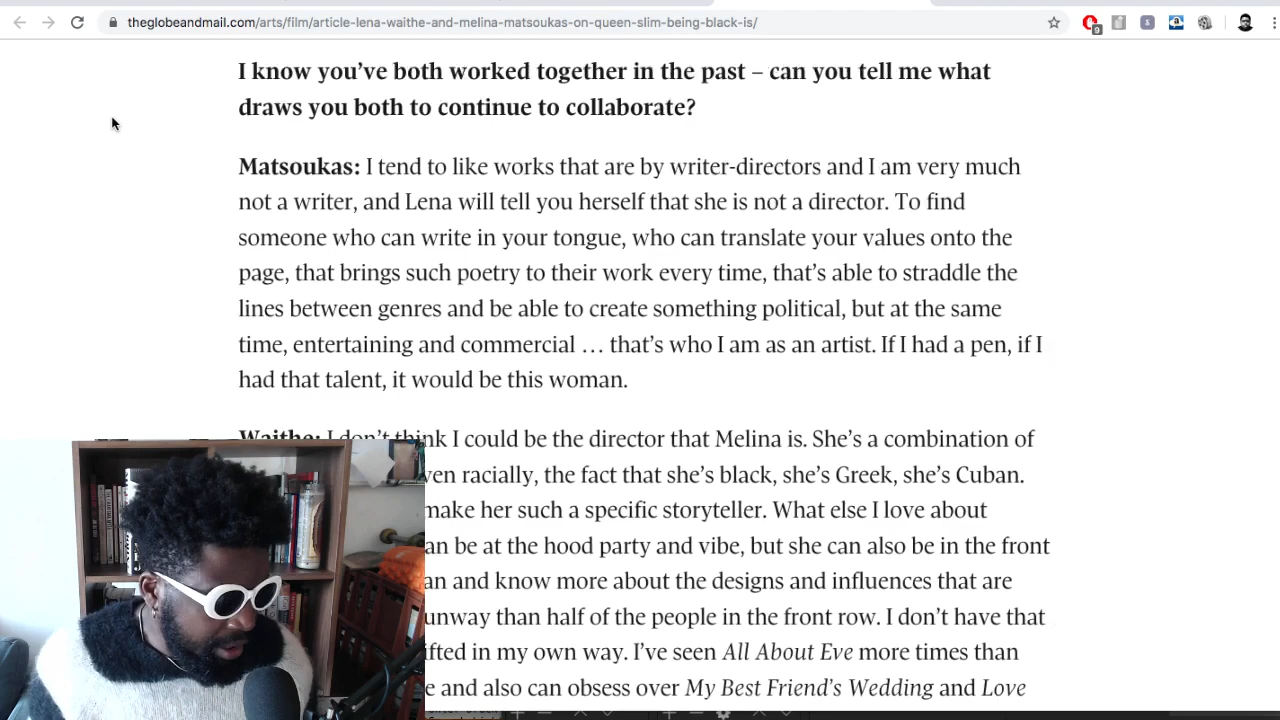 theglobeandmail.com/arts/film/article-lena-waithe-and-melina-matsoukas-on-queen-slim-being-black-is/
9
I know you’ve both worked together in the past – can you tell me what
draws you both to continue to collaborate?
Matsoukas: I tend to like works that are by writer-directors and I am very much
not a writer, and Lena will tell you herself that she is not a director. To find
someone who can write in your tongue, who can translate your values onto the
page, that brings such poetry to their work every time, that’s able to straddle the
lines between genres and be able to create something political, but at the same
time, entertaining and commercial … that’s who I am as an artist. If I had a pen, if I
had that talent, it would be this woman.
Waithe: I don’t think I could be the director that Melina is. She’s a combination of
racially, the fact that she’s black, she’s Greek, she’s Cuban.
make her such a specific storyteller. What else I love about
be at the hood party and vibe, but she can also be in the front
and know more about the designs and influences that are
than half of the people in the front row. I don’t have that
in my own way. I’ve seen All About Eve more times than
and also can obsess over My Best Friend’s Wedding and Love